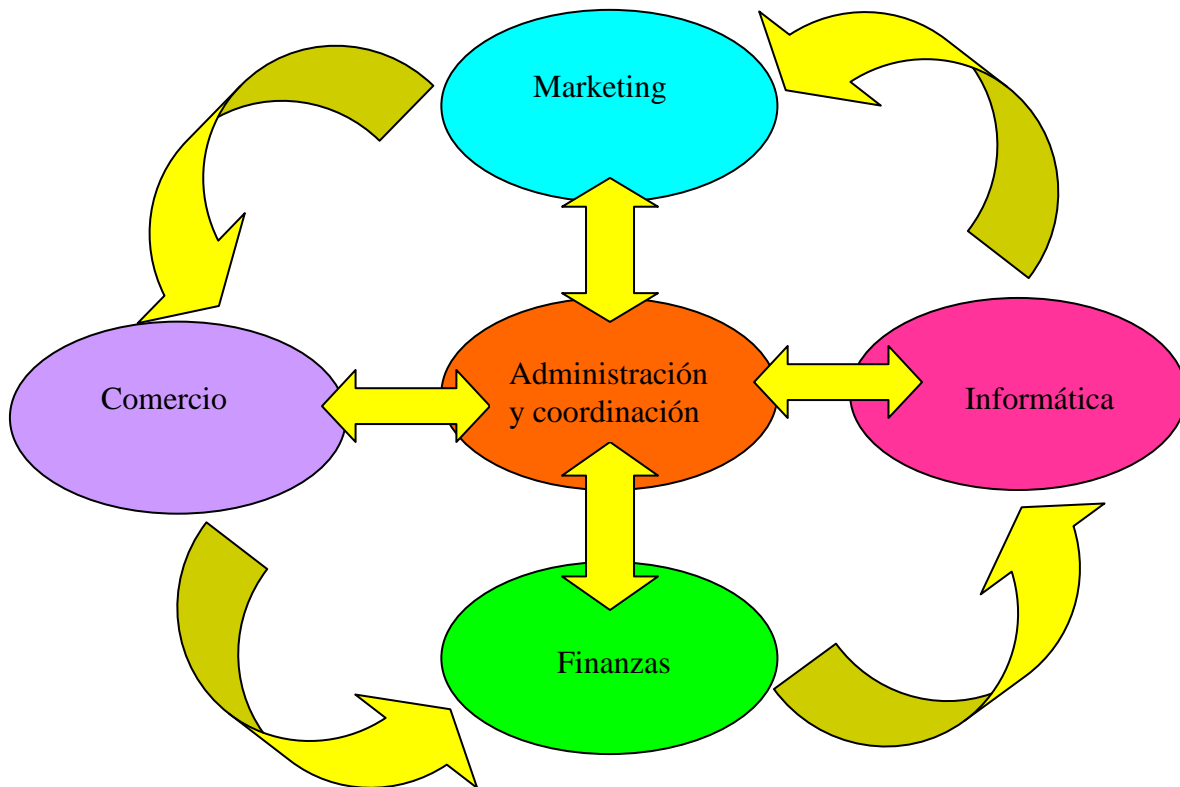 Marketing
Administración
y coordinación
Comercio
Informática
Finanzas